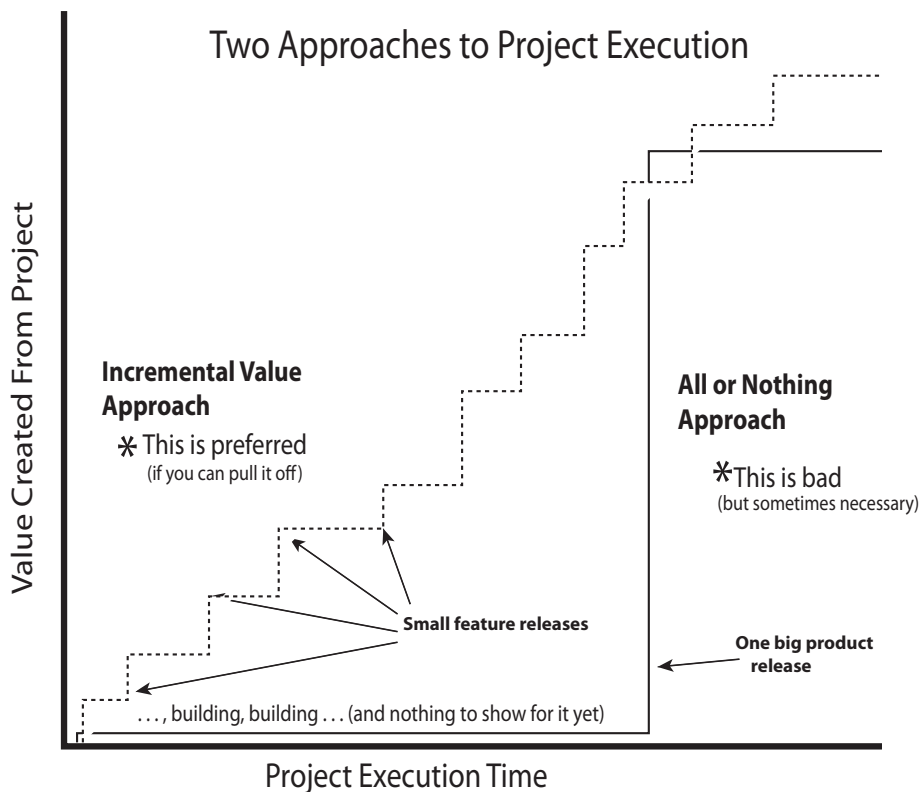 Two Approaches to Project Execution
Value Created From Project
Incremental Value
Approach
* This is preferred
(if you can pull it off)
All or Nothing
Approach
*This is bad
(but sometimes necessary)
Small feature releases
One big product
release
. . . , building, building . . . (and nothing to show for it yet)
Project Execution Time